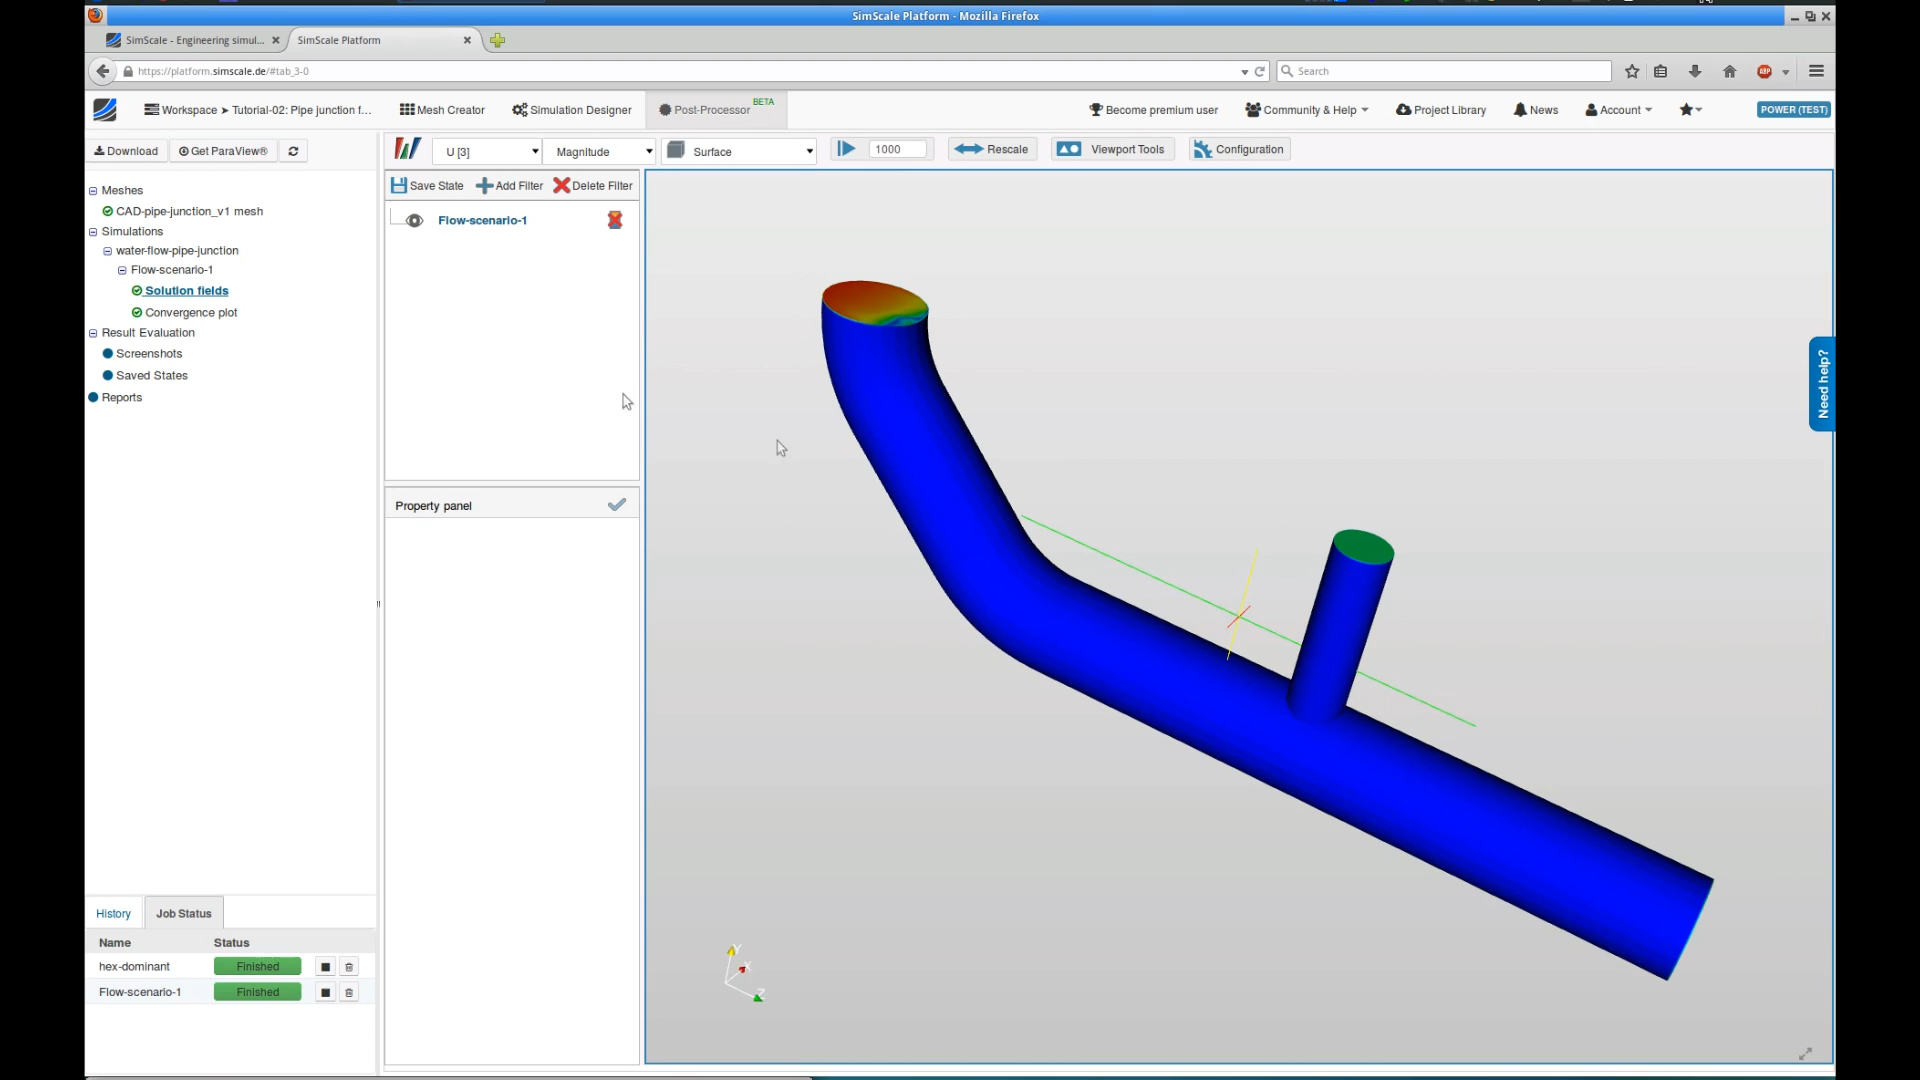 SimScale Platform - Mozilla Firefox
SimScale - Engineering simul...
SimScale Platform
https://platform.simscale.de/#tab_3-0
Search
ABP
Workspace ➤ Tutorial-02: Pipe junction f...
Mesh Creator
Simulation Designer
Post-Processor
BETA
Become premium user
Community & Help
Project Library
News
Account
POWER (TEST)
Download
Get ParaView®
U [3]
Magnitude
Surface
1000
Rescale
Viewport Tools
Configuration
Save State
Add Filter
Delete Filter
Meshes
CAD-pipe-junction_v1 mesh
Simulations
water-flow-pipe-junction
Flow-scenario-1
Solution fields
Convergence plot
Result Evaluation
Screenshots
Saved States
Reports
Flow-scenario-1
Property panel
Need help?
Y
X
Z
History
Job Status
Name
Status
hex-dominant
Finished
Flow-scenario-1
Finished